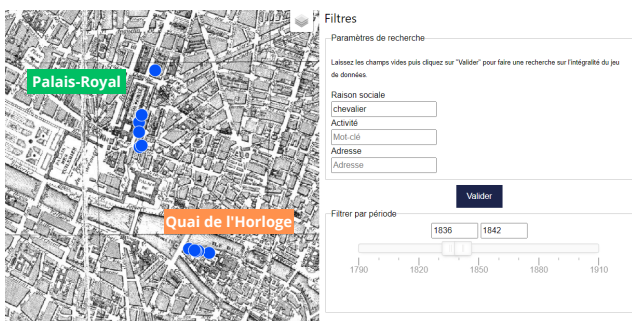 Palais-Royal
Quai de l'Horloge
Filtres
Paramètres de recherche
Laissez les champs vides puis cliquez sur "Valider" pour faire une recherche sur l'intégralité du jeu
de données.
Raison sociale
chevalier
Activité
Mot-clé
Adresse
Adresse
Valider
Filtrer par période
1836 1842
1790 1820 1850 1880 1910